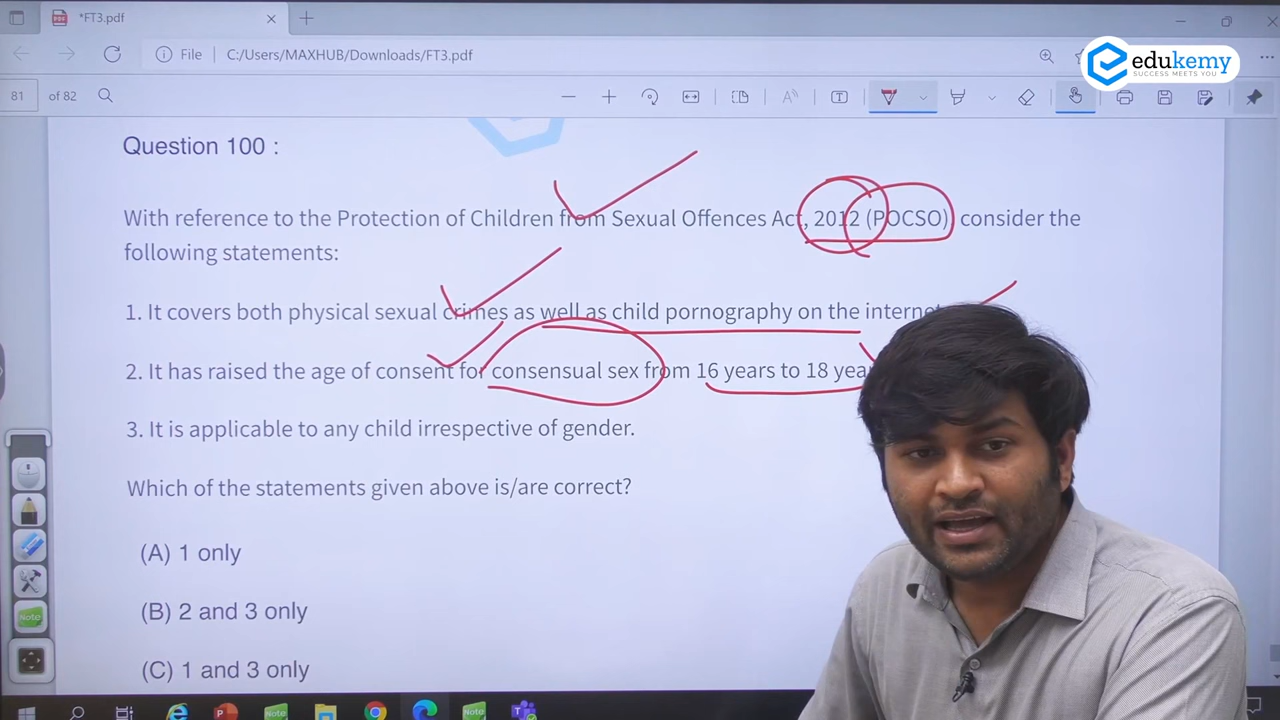 *FT3.pdf
File C:/Users/MAXHUB/Downloads/FT3.pdf
edukemy
SUCCESS MEETS YOU
81 of 82
Question 100 :
With reference to the Protection of Children from Sexual Offences Act, 2012 (POCSO) consider the
following statements:
1. It covers both physical sexual crimes as well as child pornography on the internet
2. It has raised the age of consent for consensual sex from 16 years to 18
3. It is applicable to any child irrespective of gender.
Which of the statements given above is/are correct?
(A) 1 only
(B) 2 and 3 only
(C) 1 and 3 only
Note
Note
Note